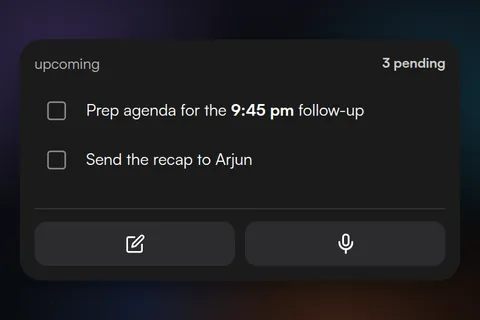 upcoming
3 pending
Prep agenda for the 9:45 pm follow-up
Send the recap to Arjun